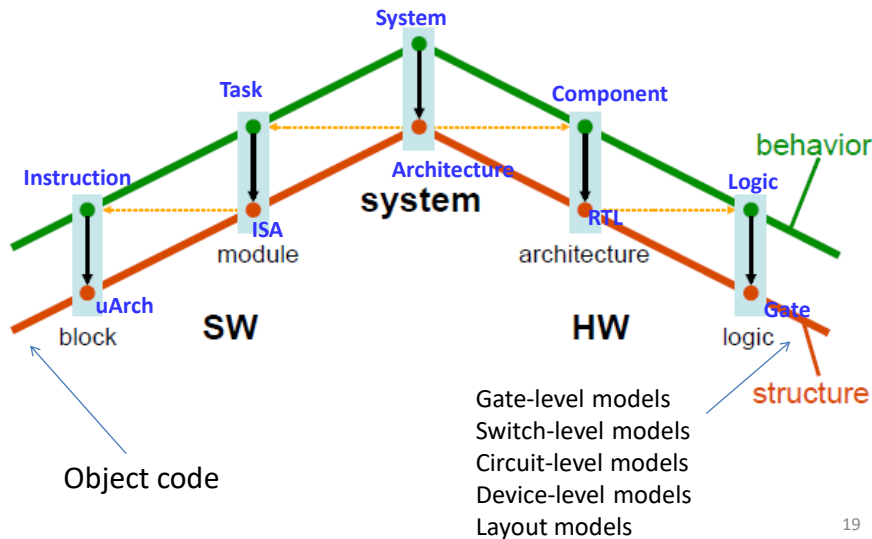 System
Task
Component
behavior
Instruction
Architecture
Logic
system
ISA
RTL
module
architecture
uArch
Gate
block
SW
HW
logic
structure
Gate-level models
Switch-level models
Circuit-level models
Object code
Device-level models
Layout models
19